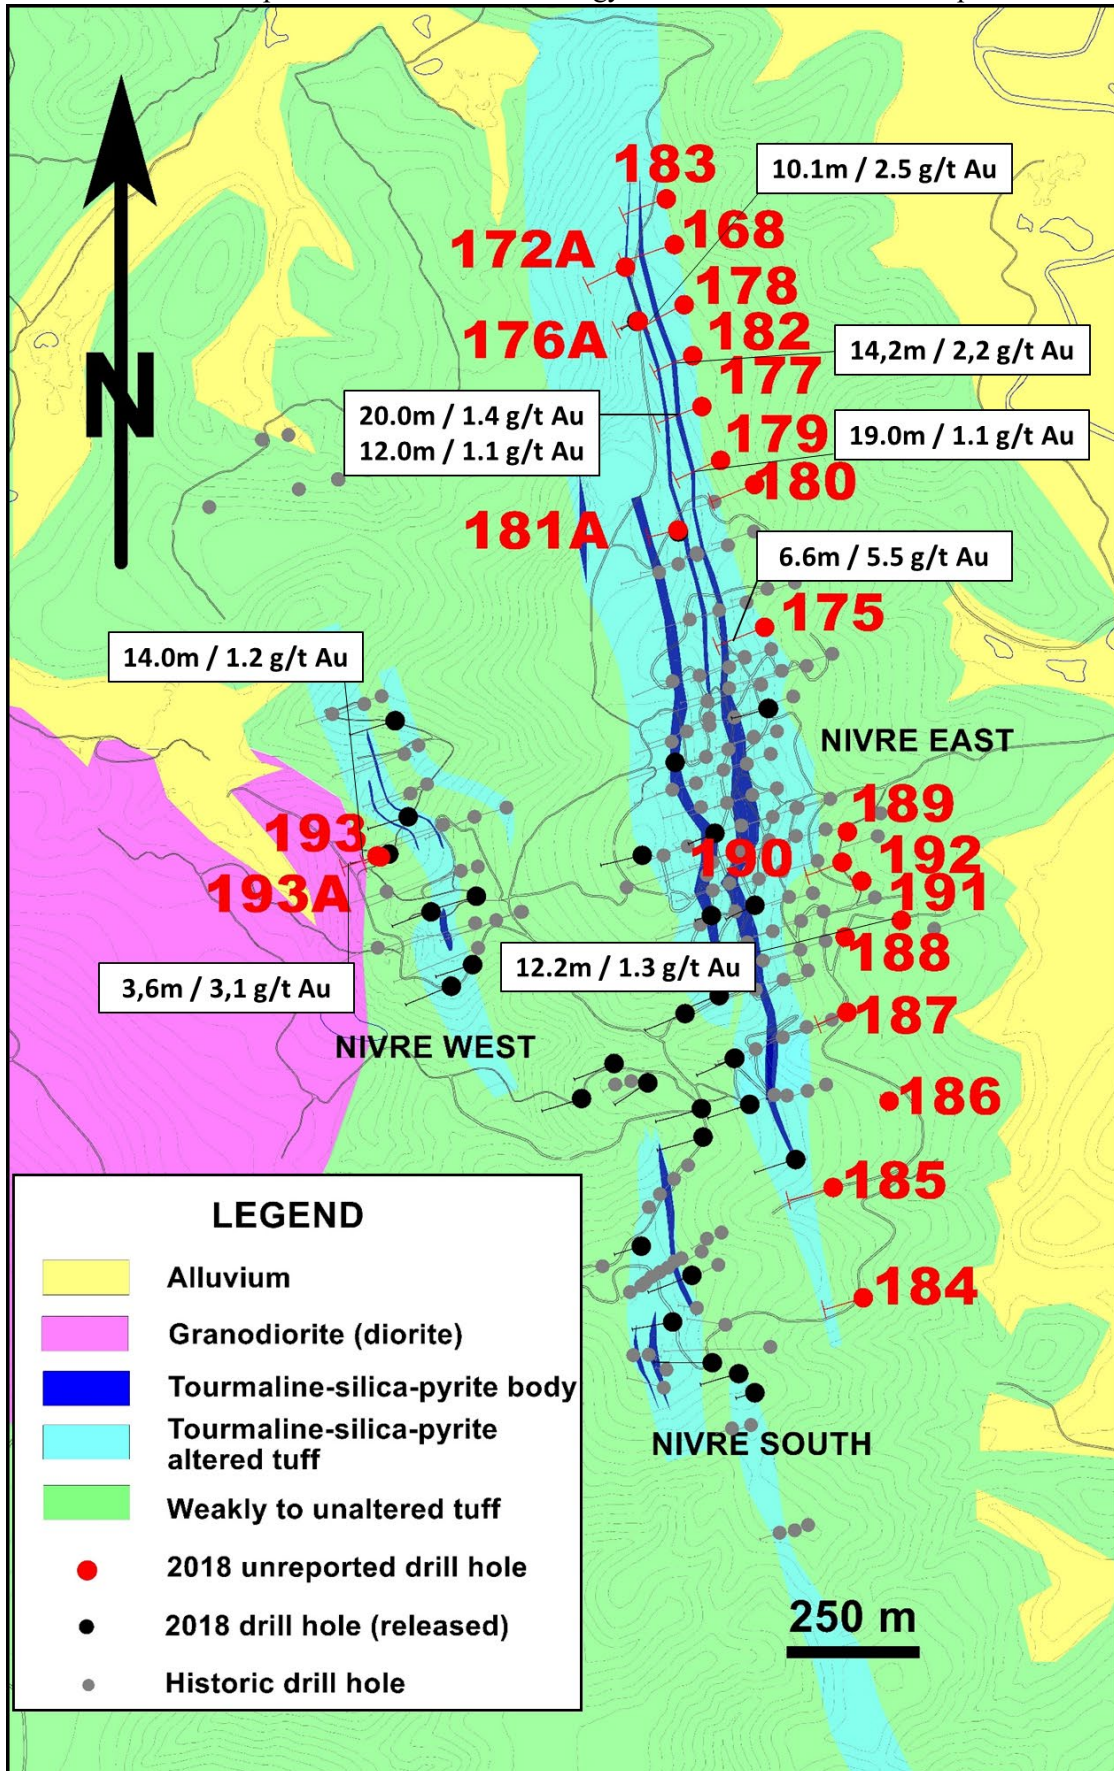 183
10.1m / 2.5 g/t Au
168
172A
178
176A
182
14,2m / 2,2 g/t Au
177
N
20.0m / 1.4 g/t Au
12.0m / 1.1 g/t Au
179
19.0m / 1.1 g/t Au
180
181A
6.6m / 5.5 g/t Au
175
14.0m / 1.2 g/t Au
NIVRE EAST
189
193
190
192
193A
191
188
12.2m / 1.3 g/t Au
3,6m / 3,1 g/t Au
187
NIVRE WEST
186
185
LEGEND
Alluvium
184
Granodiorite (diorite)
Tourmaline-silica-pyrite body
Tourmaline-silica-pyrite
altered tuff
NIVRE SOUTH
Weakly to unaltered tuff
2018 unreported drill hole
250 m
2018 drill hole (released)
Historic drill hole